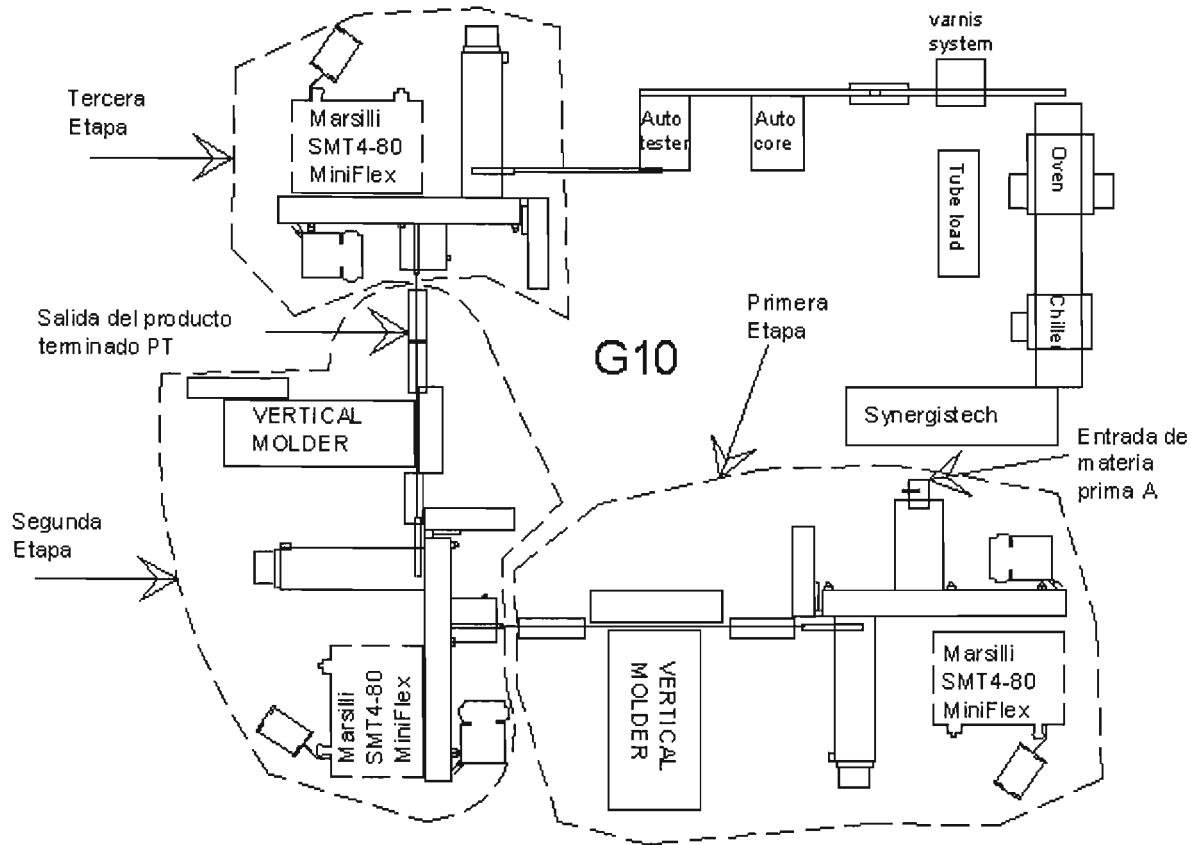 varnis
system
Tercera
Etapa
Marsilli
SMT4-80
MiniFlex
Auto
tester
Auto
core
Oven
Tube load
Chiller
Salida del producto
terminado PT
Primera
Etapa
G10
VERTICAL
MOLDER
Synergistech
Entrada de
materia
prima A
Segunda
Etapa
Marsilli
SMT4-80
MiniFlex
VERTICAL
MOLDER
Marsilli
SMT4-80
MiniFlex